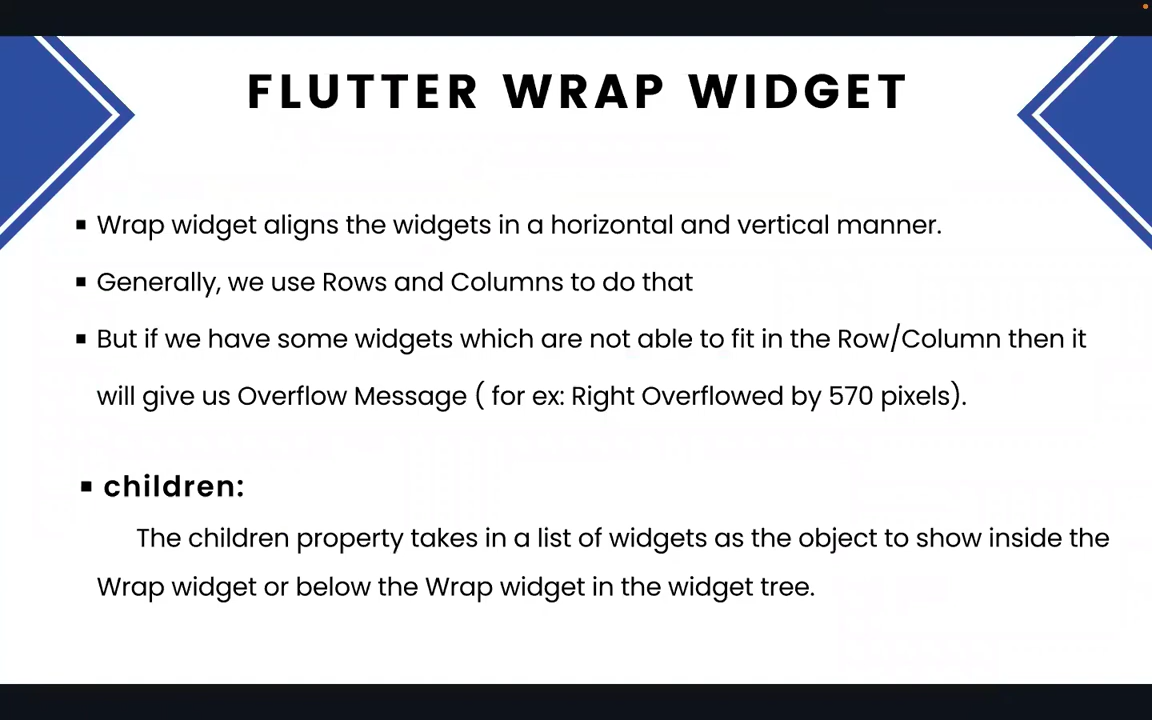 FLUTTER WRAP WIDGET
▪ Wrap widget aligns the widgets in a horizontal and vertical manner.
▪ Generally, we use Rows and Columns to do that
▪ But if we have some widgets which are not able to fit in the Row/Column then it
will give us Overflow Message ( for ex: Right Overflowed by 570 pixels).
▪ children:
The children property takes in a list of widgets as the object to show inside the
Wrap widget or below the Wrap widget in the widget tree.